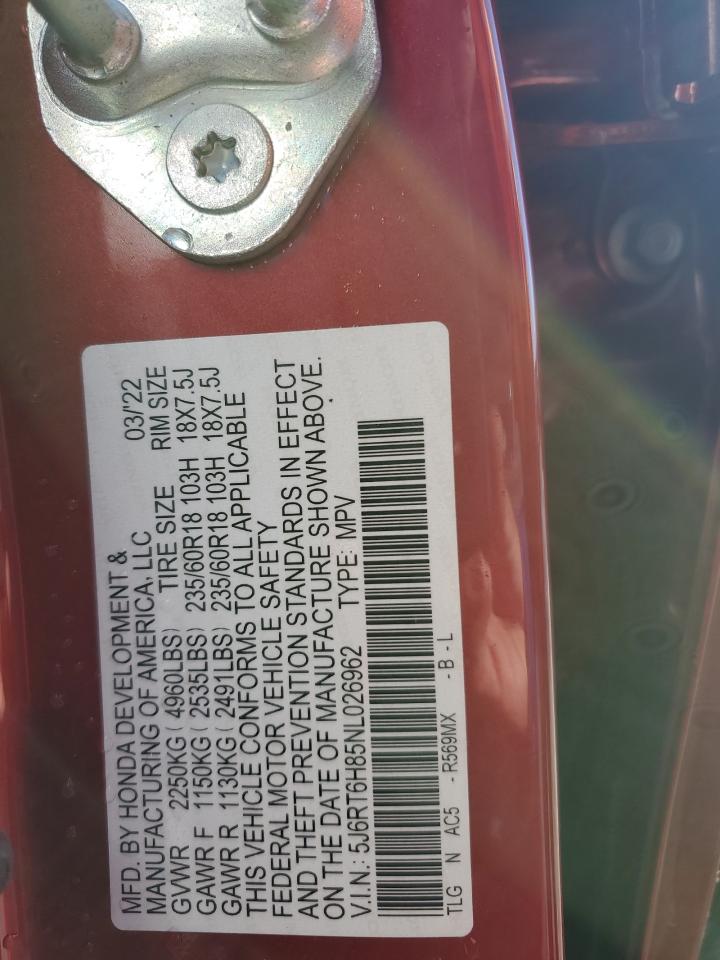 MFD. BY HONDA DEVELOPMENT &
MANUFACTURING OF AMERICA, LLC 03/'22
GVWR 2250KG ( 4960LBS) TIRE SIZE RIM SIZE
GAWR F 1150KG ( 2535LBS) 235/60R18 103H 18X7.5J
GAWR R 1130KG ( 2491LBS) 235/60R18 103H 18X7.5J
THIS VEHICLE CONFORMS TO ALL APPLICABLE
FEDERAL MOTOR VEHICLE SAFETY
AND THEFT PREVENTION STANDARDS IN EFFECT
ON THE DATE OF MANUFACTURE SHOWN ABOVE.
V.I.N.: 5J6RT6H85NL026962 TYPE: MPV
TLG N AC5 - R569MX - B - L